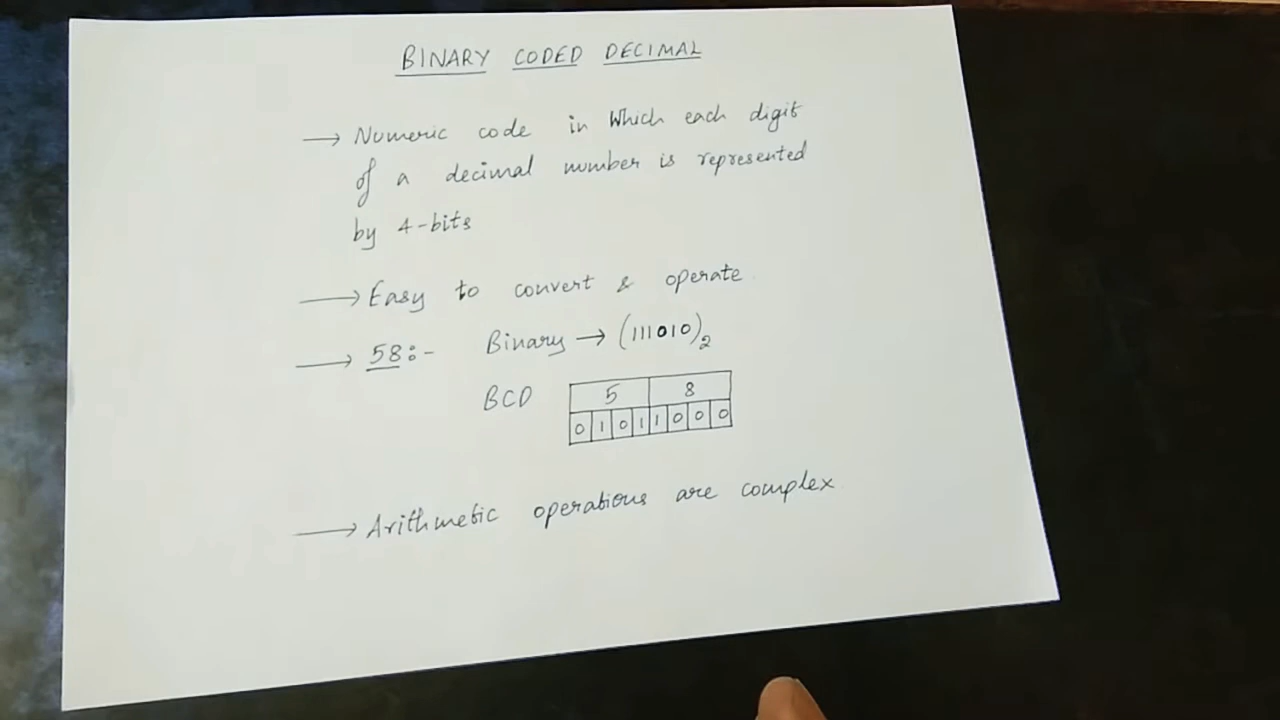 BINARY CODED DECIMAL
→ Numeric code in Which each digit
of a decimal number is represented
by 4-bits
→ Easy to convert & operate
→ 58:- Binary → (111010)₂
BCD 5 8
0 1 0 1 1 0 0 0
→ Arithmetic operations are complex